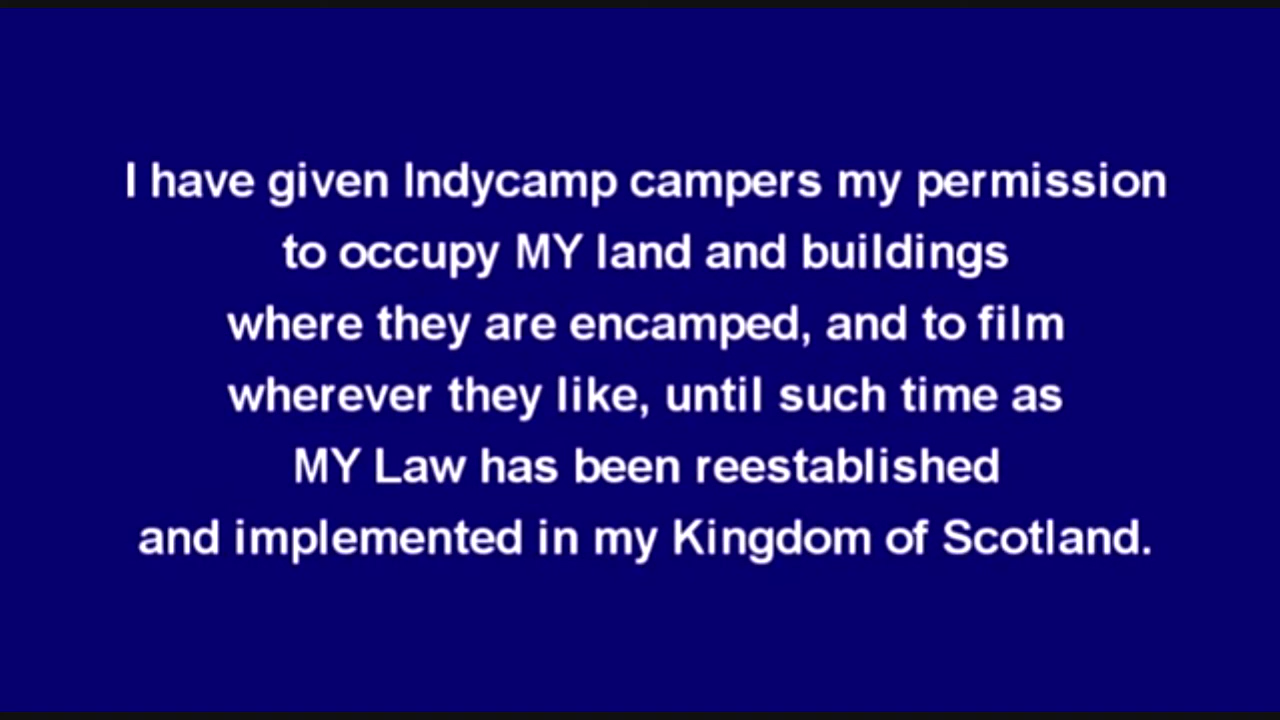 I have given Indycamp campers my permission
to occupy MY land and buildings
where they are encamped, and to film
wherever they like, until such time as
MY Law has been reestablished
and implemented in my Kingdom of Scotland.